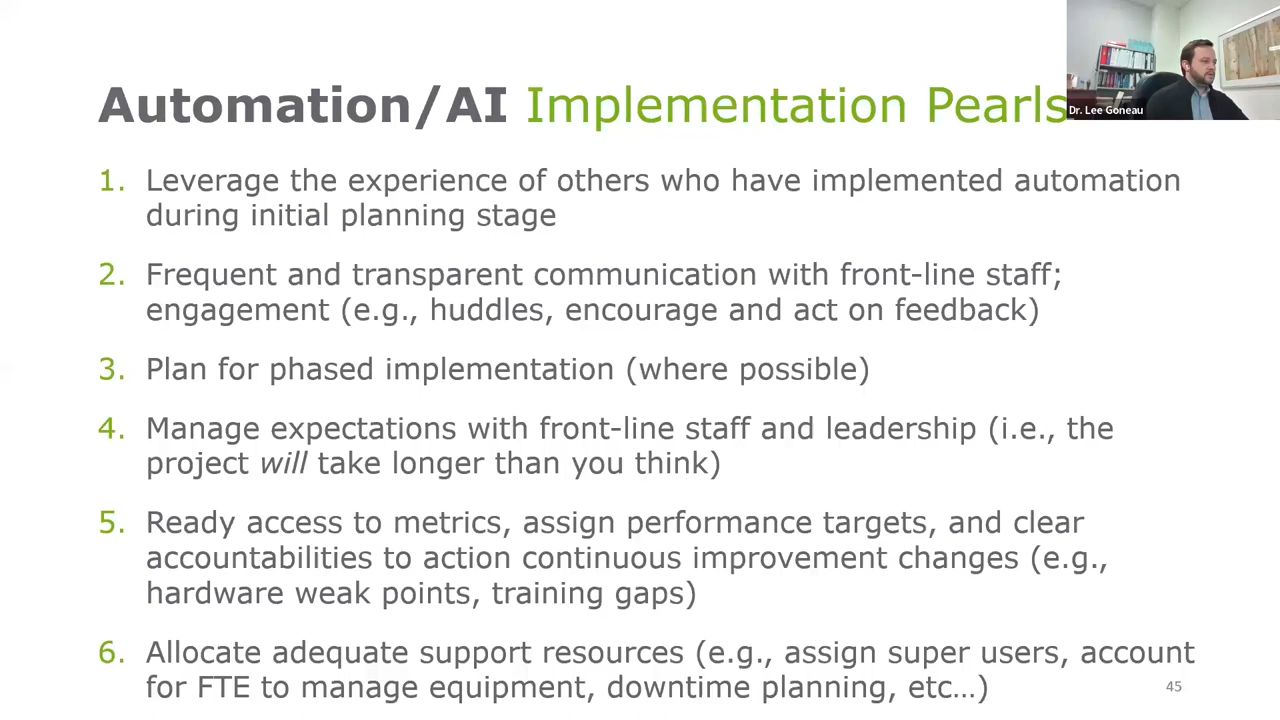 Automation/AI Implementation Pearls
Dr. Lee Goneau
1. Leverage the experience of others who have implemented automation
during initial planning stage
2. Frequent and transparent communication with front-line staff;
engagement (e.g., huddles, encourage and act on feedback)
3. Plan for phased implementation (where possible)
4. Manage expectations with front-line staff and leadership (i.e., the
project will take longer than you think)
5. Ready access to metrics, assign performance targets, and clear
accountabilities to action continuous improvement changes (e.g.,
hardware weak points, training gaps)
6. Allocate adequate support resources (e.g., assign super users, account
for FTE to manage equipment, downtime planning, etc…)
45